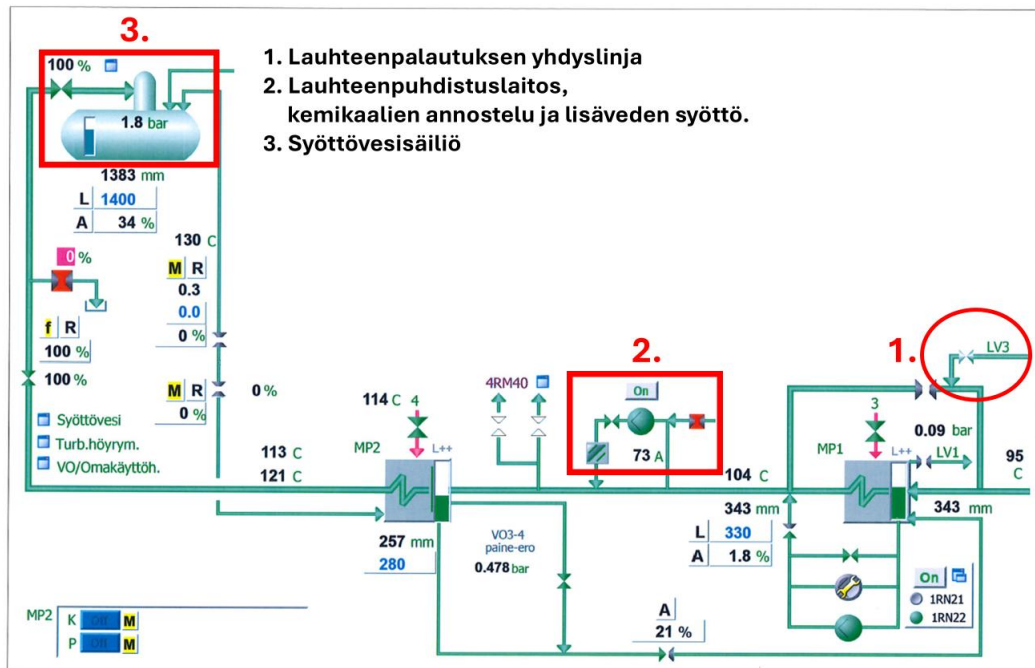 3.
1. Lauhteenpalautuksen yhdyslinja
2. Lauhteenpuhdistuslaitos,
kemikaalien annostelu ja lisäveden syöttö.
3. Syöttövesisäiliö
100 %
1.8 bar
1383 mm
L 1400
A 34 %
130 C
0 %
M R
0.3
0.0
0 %
f R
100 %
100 %
M R
0 %
0 %
Syöttövesi
Turb.höyrym.
VO/Omakäyttöh.
113 C
121 C
114 C 4
MP2
L++
257 mm
280
4RM40
2.
On
73 A
VO3-4
paine-ero
0.478 bar
A
21 %
1.
LV3
3
0.09 bar
MP1
L++
LV1
95
C
104 C
343 mm
343 mm
L 330
A 1.8 %
On
1RN21
1RN22
MP2 K Off M
P Off M